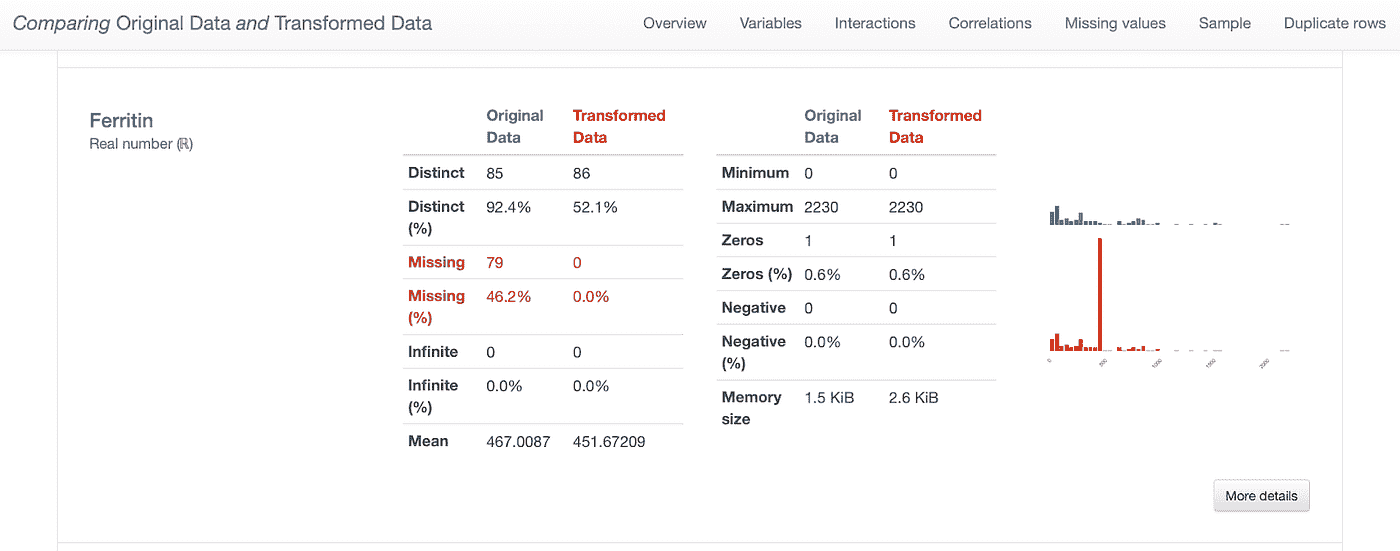 Comparing Original Data and Transformed Data
Overview Variables Interactions Correlations Missing values Sample Duplicate rows
Ferritin
Real number (ℝ)
Original Transformed
Data Data
Distinct 85 86
Distinct 92.4% 52.1%
(%)
Missing 79 0
Missing 46.2% 0.0%
(%)
Infinite 0 0
Infinite 0.0% 0.0%
(%)
Mean 467.0087 451.67209
Original Transformed
Data Data
Minimum 0 0
Maximum 2230 2230
Zeros 1 1
Zeros (%) 0.6% 0.6%
Negative 0 0
Negative 0.0% 0.0%
(%)
Memory 1.5 KiB 2.6 KiB
size
0 500 1000 1500 2000
More details